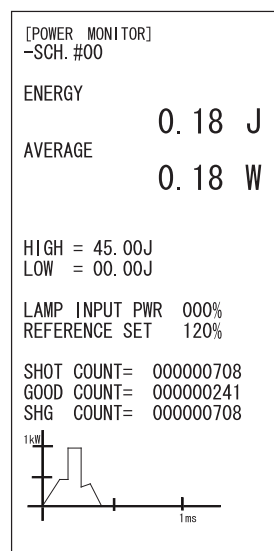 [POWER MONITOR]
-SCH.#00
ENERGY
0.18 J
AVERAGE
0.18 W
HIGH = 45.00J
LOW = 00.00J
LAMP INPUT PWR 000%
REFERENCE SET 120%
SHOT COUNT= 000000708
GOOD COUNT= 000000241
SHG COUNT= 000000708
1kW
1ms